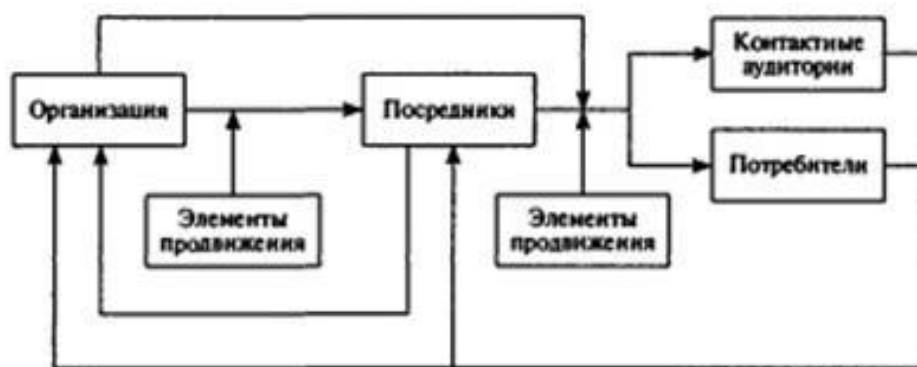 Контактные
аудитории
Организация
Посредники
Потребители
Элементы
продвижения
Элементы
продвижения